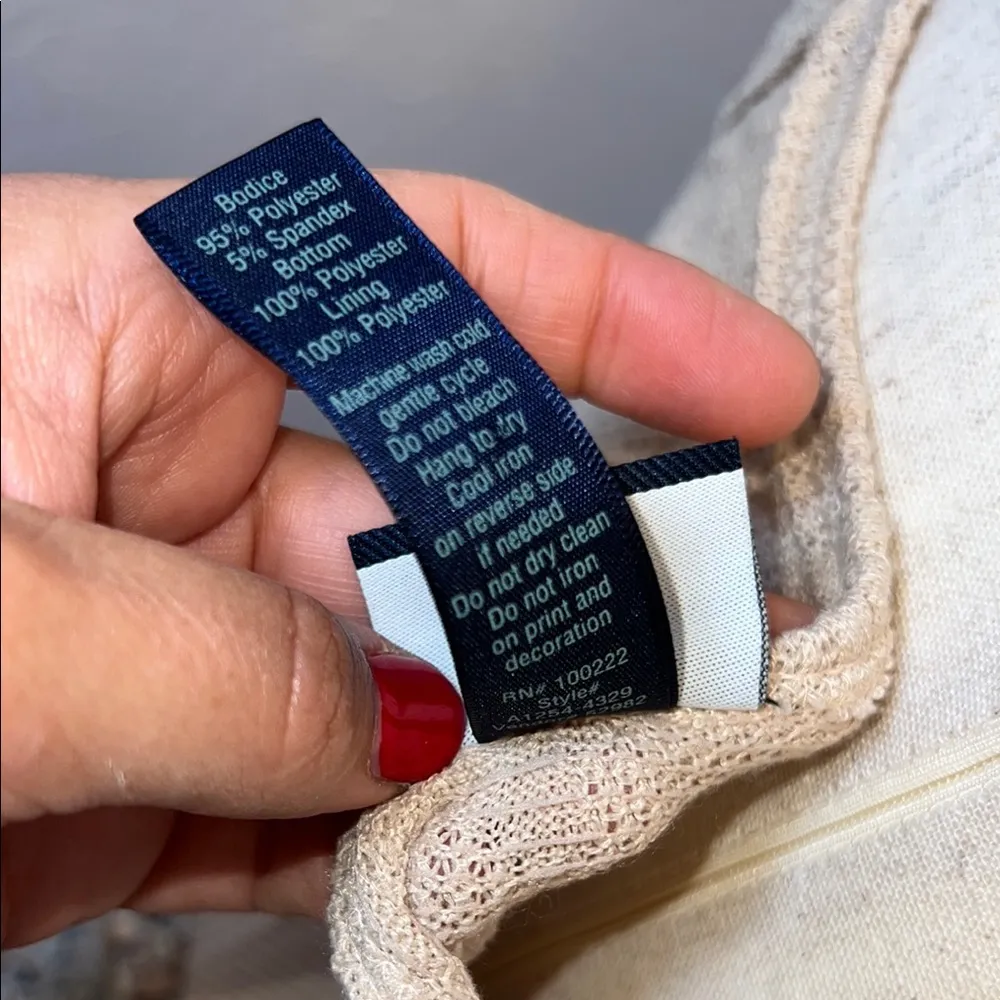 Bodice
95% Polyester
5% Spandex
Bottom
100% Polyester
Lining
100% Polyester
Machine wash cold
gentle cycle
Do not bleach
Hang to dry
Cool iron
on reverse side
if needed
Do not dry clean
Do not iron
on print and
decoration
RN# 100222
Style#
A1254-4329